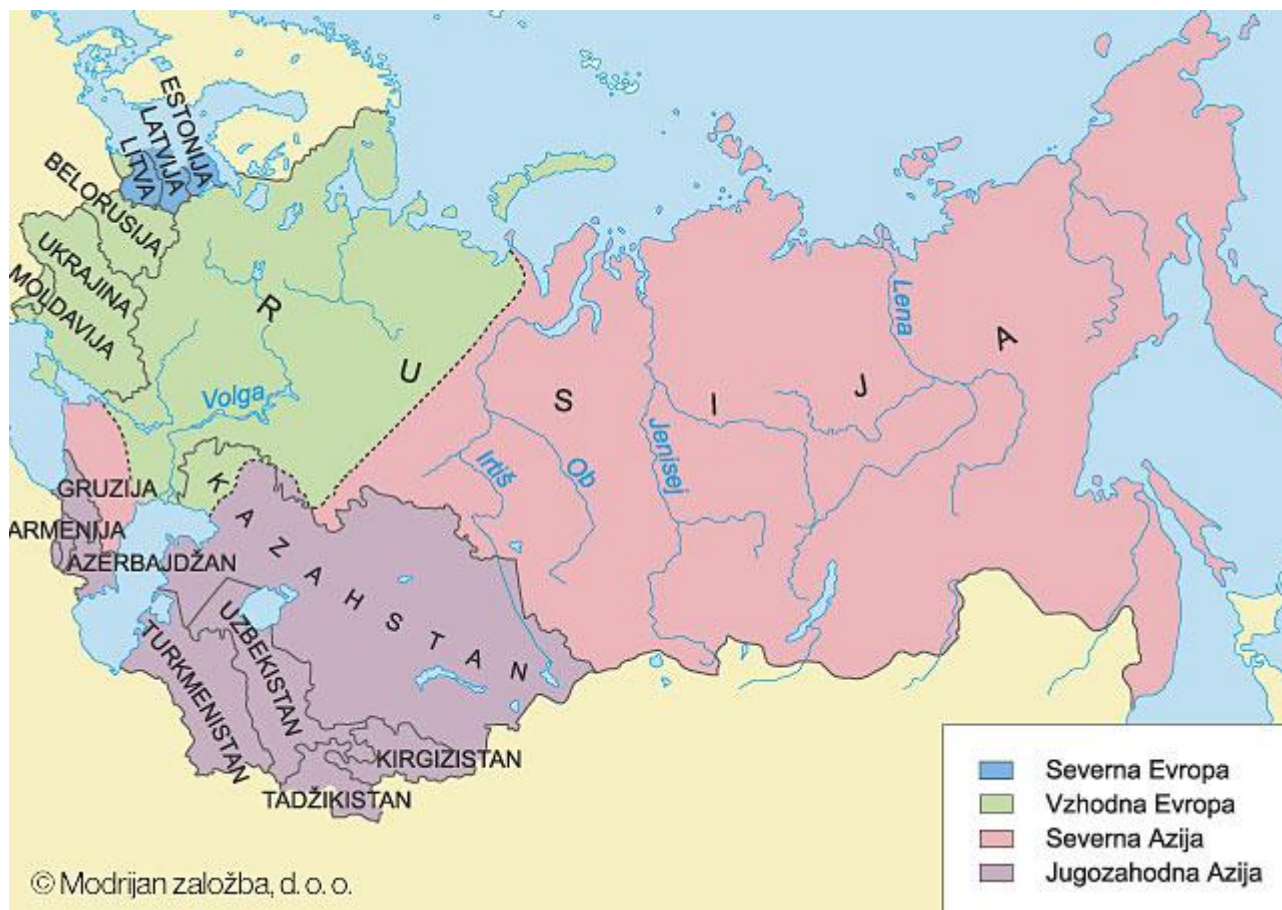 ESTONIJA
LATVIJA
LITVA
BELORUSIJA
UKRAJINA
MOLDAVIJA
RUSIJA
Volga
Irtiš
Ob
Jenisej
Lena
GRUZIJA
ARMENIJA
AZERBAJDŽAN
KAZAHSTAN
UZBEKISTAN
TURKMENISTAN
KIRGIZISTAN
TADŽIKISTAN
Severna Evropa
Vzhodna Evropa
Severna Azija
Jugozahodna Azija
© Modrijan založba, d. o. o.